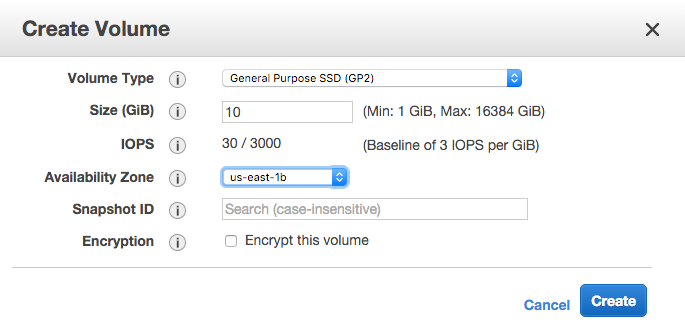 Create Volume
Volume Type i General Purpose SSD (GP2)
Size (GiB) i 10 (Min: 1 GiB, Max: 16384 GiB)
IOPS i 30 / 3000 (Baseline of 3 IOPS per GiB)
Availability Zone i us-east-1b
Snapshot ID i Search (case-insensitive)
Encryption i Encrypt this volume
Cancel Create